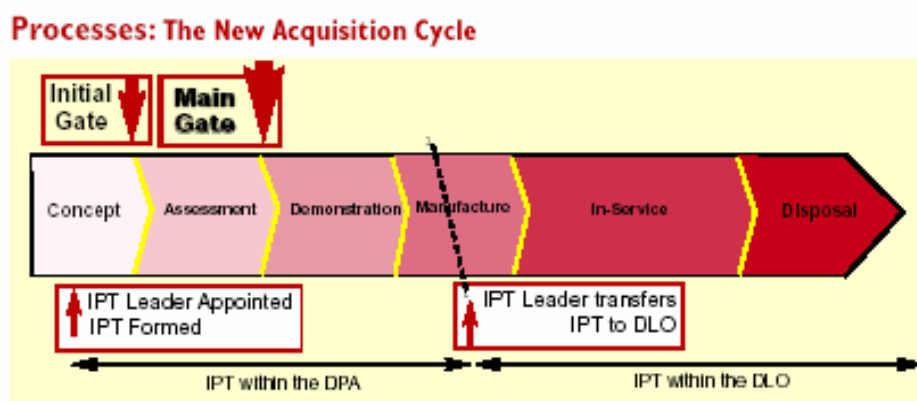 Processes: The New Acquisition Cycle
Initial
Gate
Main
Gate
Concept
Assessment
Demonstration
Manufacture
In-Service
Disposal
IPT Leader Appointed
IPT Formed
IPT Leader transfers
IPT to DLO
IPT within the DPA
IPT within the DLO